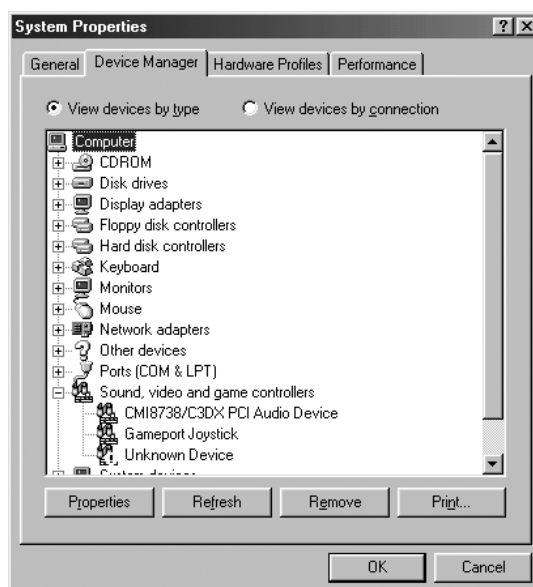 System Properties
General Device Manager Hardware Profiles Performance
View devices by type View devices by connection
Computer
CDROM
Disk drives
Display adapters
Floppy disk controllers
Hard disk controllers
Keyboard
Monitors
Mouse
Network adapters
Other devices
Ports (COM & LPT)
Sound, video and game controllers
CMI8738/C3DX PCI Audio Device
Gameport Joystick
Unknown Device
System devices
Properties Refresh Remove Print...
OK Cancel